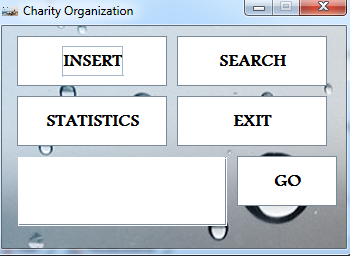 Charity Organization
INSERT
SEARCH
STATISTICS
EXIT
GO